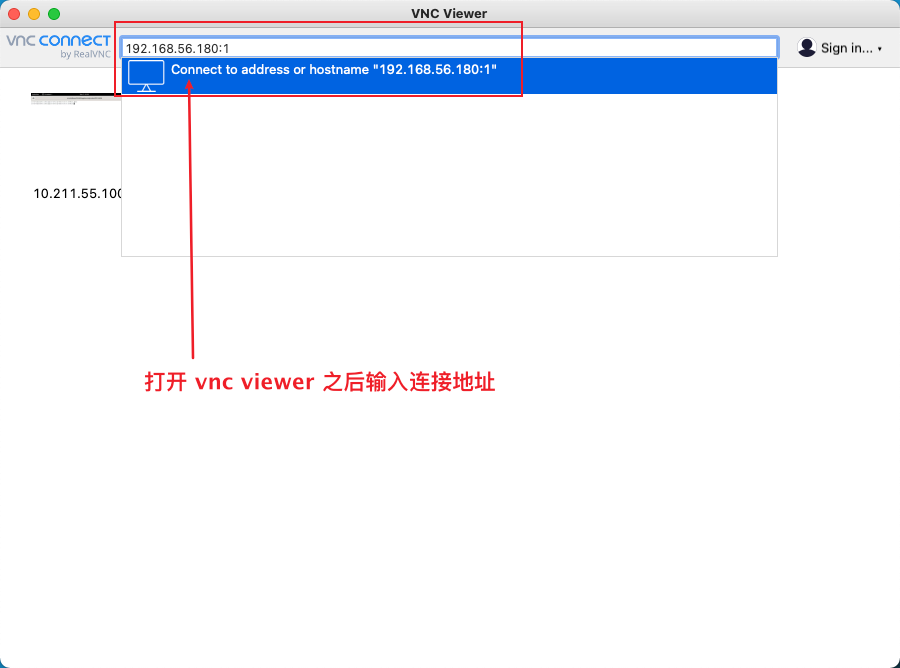 VNC Viewer
vnc connect
by RealVNC
192.168.56.180:1
Sign in...
Connect to address or hostname "192.168.56.180:1"
10.211.55.100
打开 vnc viewer 之后输入连接地址